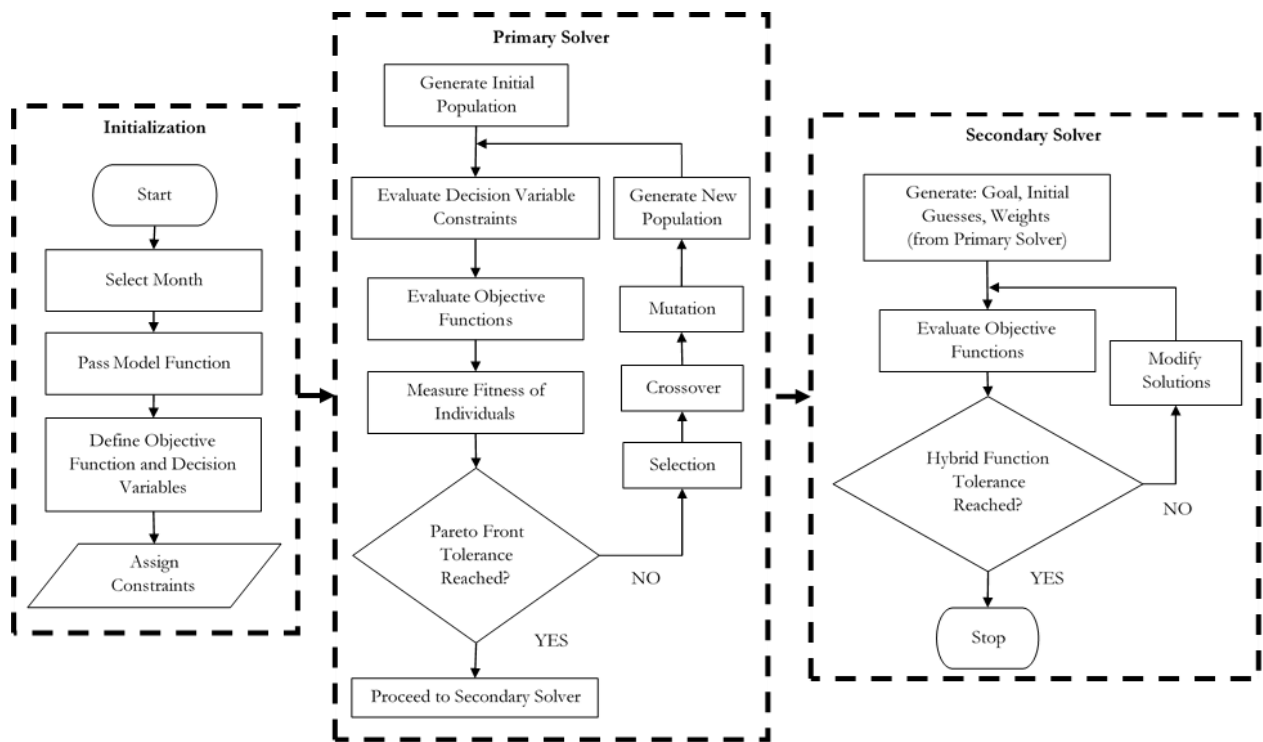 Initialization
Start
Select Month
Pass Model Function
Define Objective
Function and Decision
Variables
Assign
Constraints
Primary Solver
Generate Initial
Population
Evaluate Decision Variable
Constraints
Evaluate Objective
Functions
Measure Fitness of
Individuals
Pareto Front
Tolerance
Reached?
NO
YES
Proceed to Secondary Solver
Selection
Crossover
Mutation
Generate New
Population
Secondary Solver
Generate: Goal, Initial
Guesses, Weights
(from Primary Solver)
Evaluate Objective
Functions
Hybrid Function
Tolerance
Reached?
NO
Modify
Solutions
YES
Stop